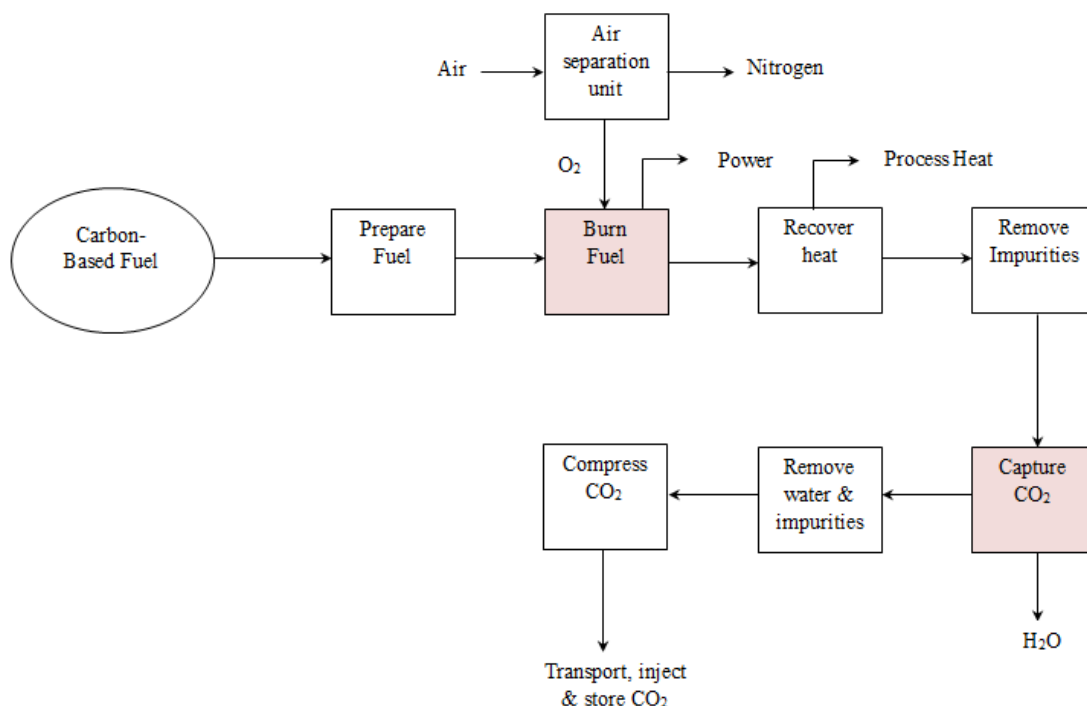 Air
separation
unit
Air
Nitrogen
O₂
Power
Process Heat
Carbon-
Based Fuel
Prepare
Fuel
Burn
Fuel
Recover
heat
Remove
Impurities
Compress
CO₂
Remove
water &
impurities
Capture
CO₂
H₂O
Transport, inject
& store CO₂